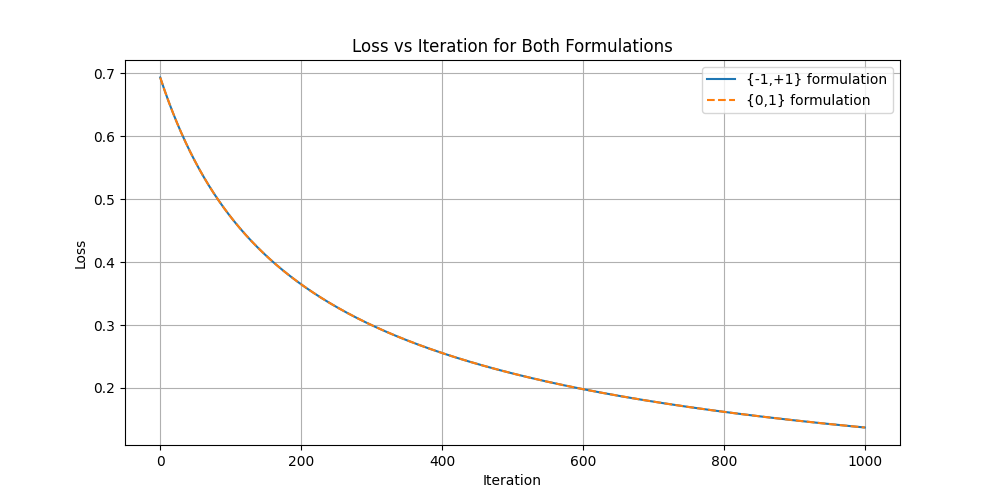 Loss vs Iteration for Both Formulations
{-1,+1} formulation
{0,1} formulation
0.7
0.6
0.5
0.4
0.3
0.2
Loss
0 200 400 600 800 1000
Iteration